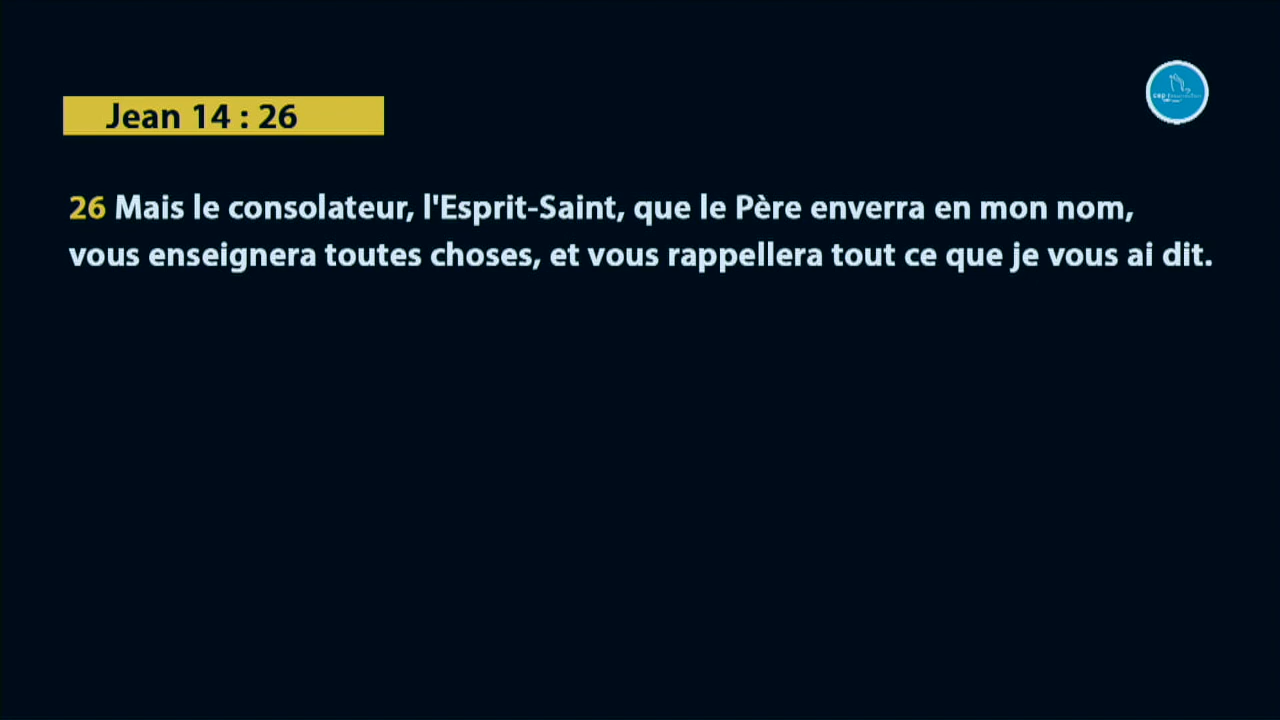 Jean 14 : 26
26 Mais le consolateur, l'Esprit-Saint, que le Père enverra en mon nom,
vous enseignera toutes choses, et vous rappellera tout ce que je vous ai dit.